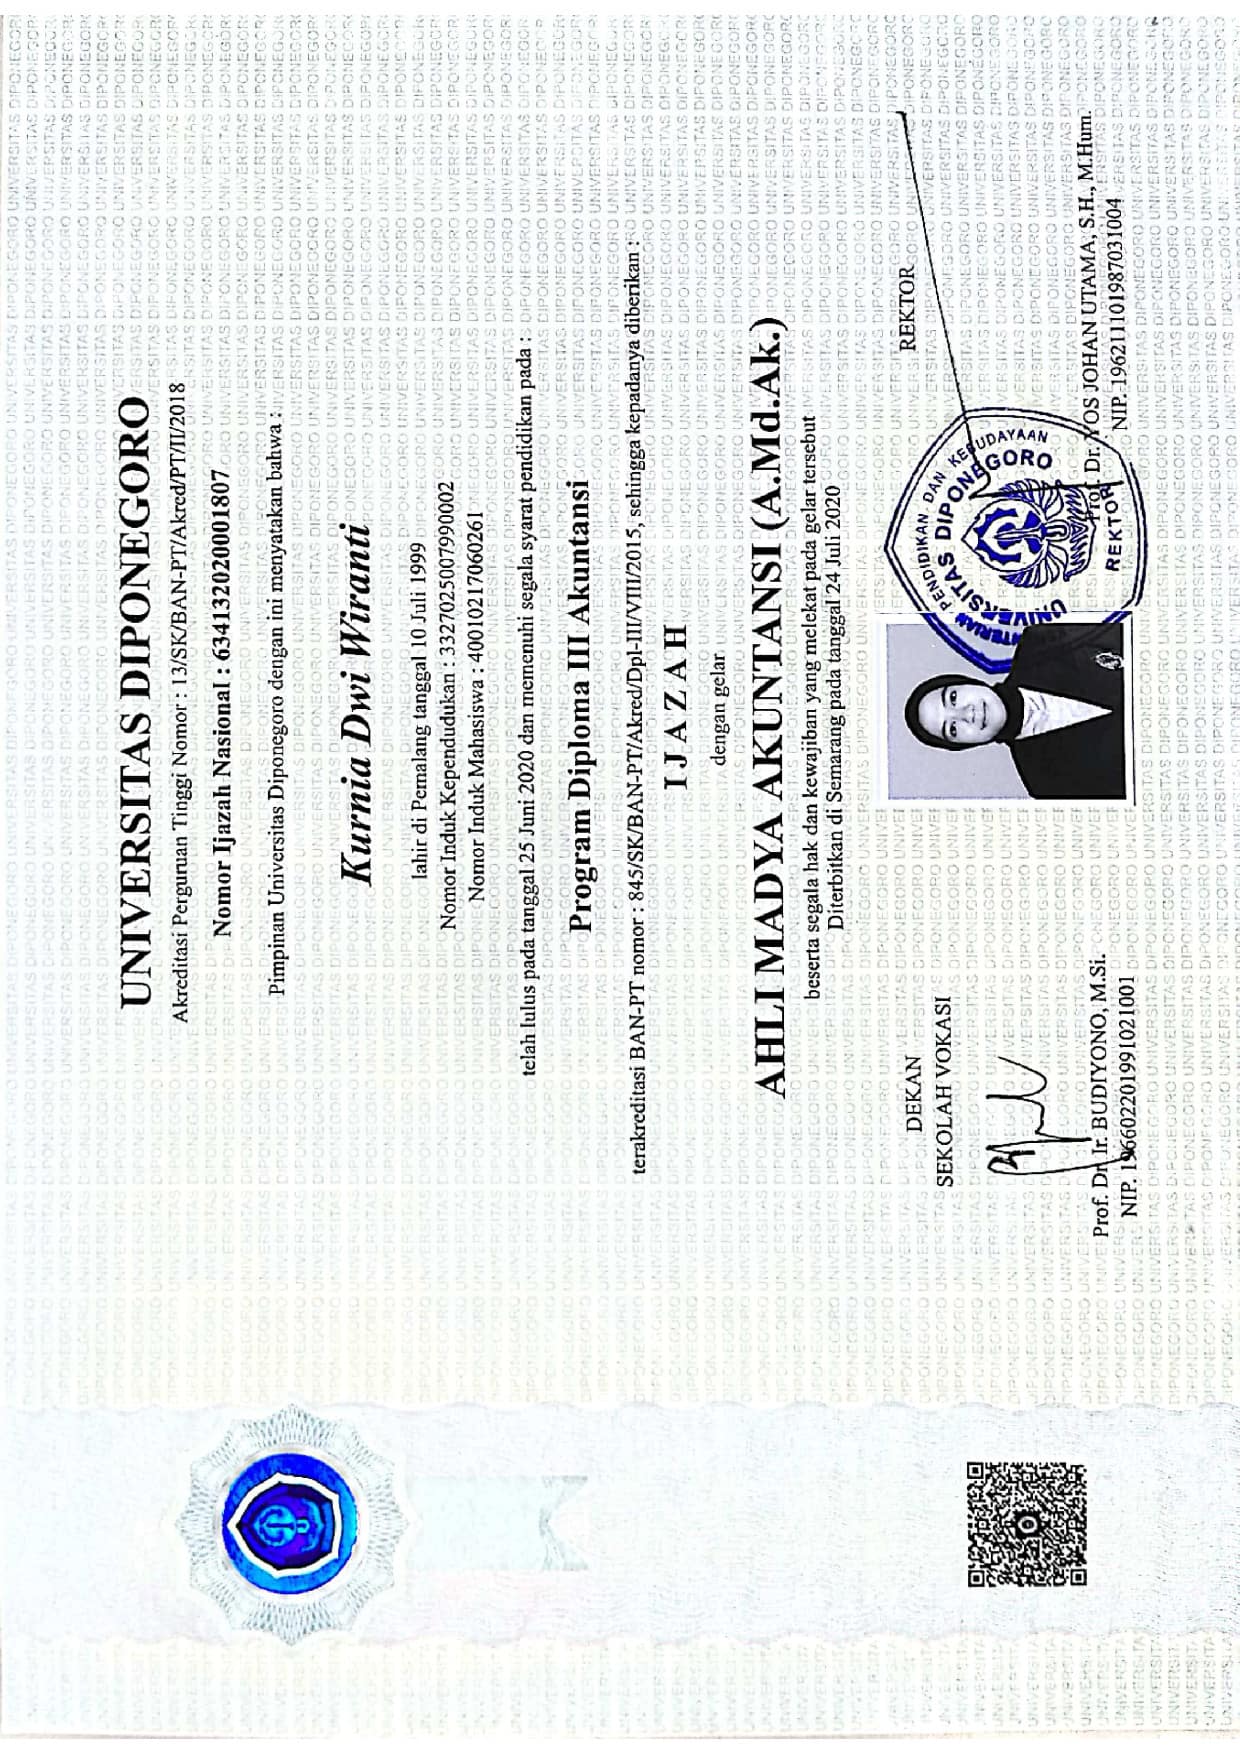 UNIVERSITAS DIPONEGORO
Akreditasi Perguruan Tinggi Nomor : 13/SK/BAN-PT/Akred/PT/II/2018
Nomor Ijazah Nasional : 634132020001807
Pimpinan Universitas Diponegoro dengan ini menyatakan bahwa :
Kurnia Dwi Wiranti
lahir di Pemalang tanggal 10 Juli 1999
Nomor Induk Kependudukan : 3327025007990002
Nomor Induk Mahasiswa : 40010217060261
telah lulus pada tanggal 25 Juni 2020 dan memenuhi segala syarat pendidikan pada :
Program Diploma III Akuntansi
terakreditasi BAN-PT nomor : 845/SK/BAN-PT/Akred/Dpl-III/VIII/2015, sehingga kepadanya diberikan :
I J A Z A H
dengan gelar
AHLI MADYA AKUNTANSI (A.Md.Ak.)
beserta segala hak dan kewajiban yang melekat pada gelar tersebut
Diterbitkan di Semarang pada tanggal 24 Juli 2020
DEKAN
SEKOLAH VOKASI
Prof. Dr. Ir. BUDIYONO, M.Si.
NIP. 196602201991021001
REKTOR
PENDIDIKAN DAN KEBUDAYAAN
UNIVERSITAS DIPONEGORO
REKTOR
Prof. Dr. YOS JOHAN UTAMA, S.H., M.Hum.
NIP. 196211101987031004